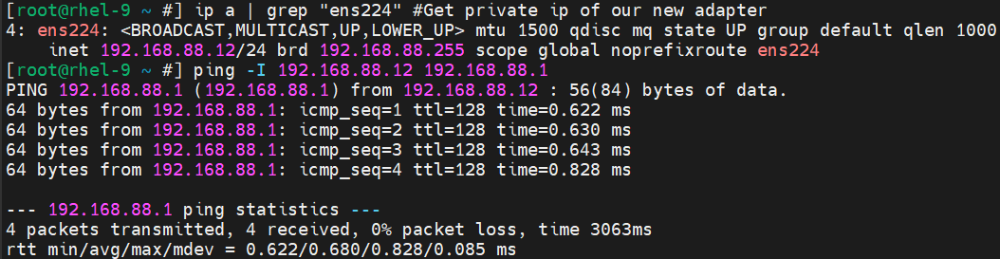 [root@rhel-9 ~ #] ip a | grep "ens224" #Get private ip of our new adapter
4: ens224: <BROADCAST,MULTICAST,UP,LOWER_UP> mtu 1500 qdisc mq state UP group default qlen 1000
    inet 192.168.88.12/24 brd 192.168.88.255 scope global noprefixroute ens224
[root@rhel-9 ~ #] ping -I 192.168.88.12 192.168.88.1
PING 192.168.88.1 (192.168.88.1) from 192.168.88.12 : 56(84) bytes of data.
64 bytes from 192.168.88.1: icmp_seq=1 ttl=128 time=0.622 ms
64 bytes from 192.168.88.1: icmp_seq=2 ttl=128 time=0.630 ms
64 bytes from 192.168.88.1: icmp_seq=3 ttl=128 time=0.643 ms
64 bytes from 192.168.88.1: icmp_seq=4 ttl=128 time=0.828 ms

--- 192.168.88.1 ping statistics ---
4 packets transmitted, 4 received, 0% packet loss, time 3063ms
rtt min/avg/max/mdev = 0.622/0.680/0.828/0.085 ms